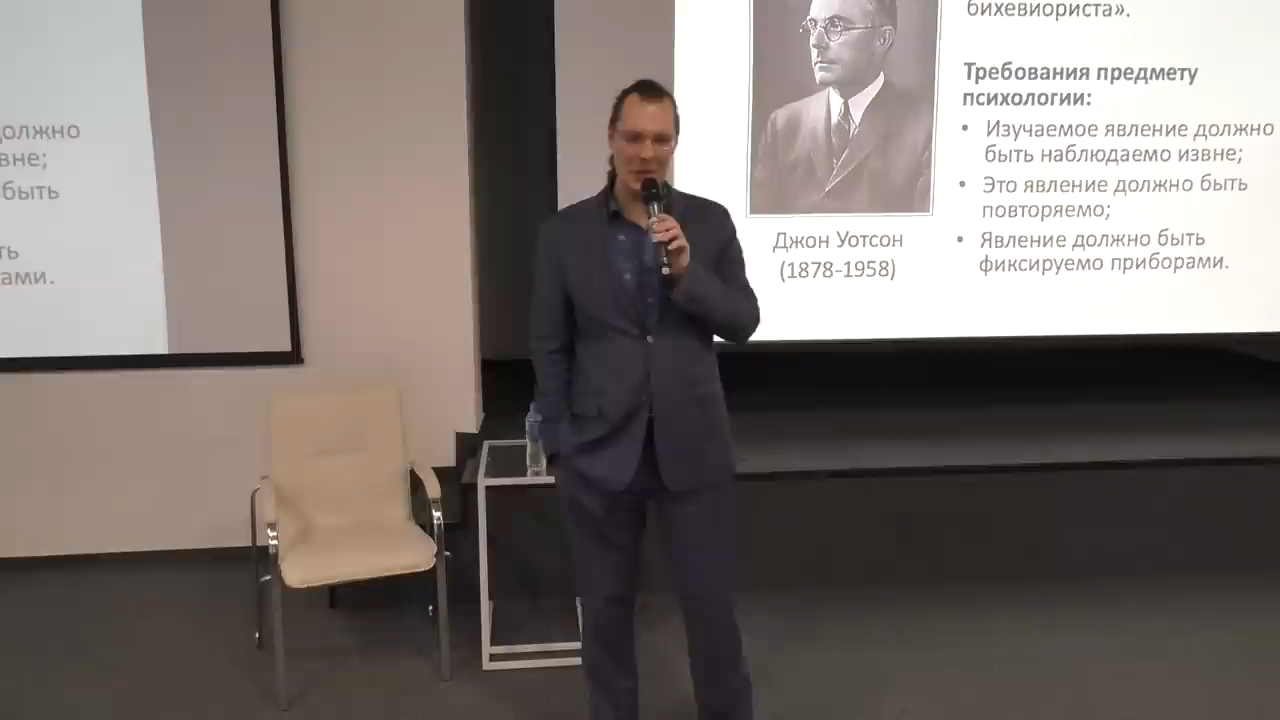 олжно
вне;
быть
ть
ами.
бихевиориста».
Требования предмету
психологии:
• Изучаемое явление должно
быть наблюдаемо извне;
• Это явление должно быть
повторяемо;
• Явление должно быть
фиксируемо приборами.
Джон Уотсон
(1878-1958)